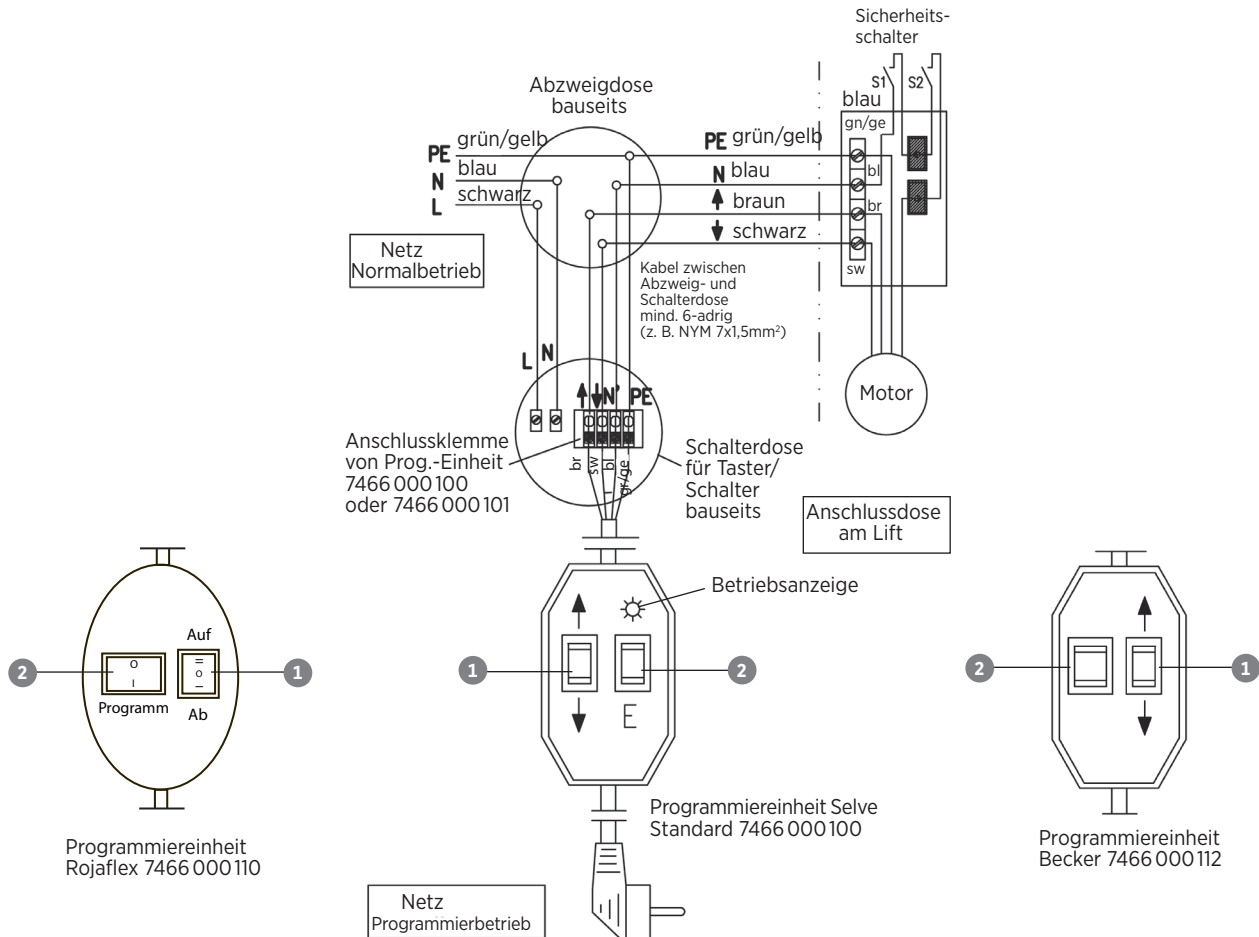 Sicherheits-
schalter
S1
S2
Abzweigdose
bauseits
blau
gn/ge
PE
grün/gelb
PE grün/gelb
N
blau
N blau
bl
L
schwarz
braun
br
schwarz
sw
Netz
Normalbetrieb
Kabel zwischen
Abzweig- und
Schalterdose
mind. 6-adrig
(z. B. NYM 7x1,5mm²)
L
N
N'
PE
Motor
Anschlussklemme
von Prog.-Einheit
7466 000 100
oder 7466 000 101
br
sw
bl
gr/ge
Schalterdose
für Taster/
Schalter
bauseits
Anschlussdose
am Lift
Betriebsanzeige
Auf
2
O
I
=
o
–
1
Programm
Ab
1
2
E
2
1
Programmiereinheit
Rojaflex 7466 000 110
Programmiereinheit Selve
Standard 7466 000 100
Programmiereinheit
Becker 7466 000 112
Netz
Programmierbetrieb